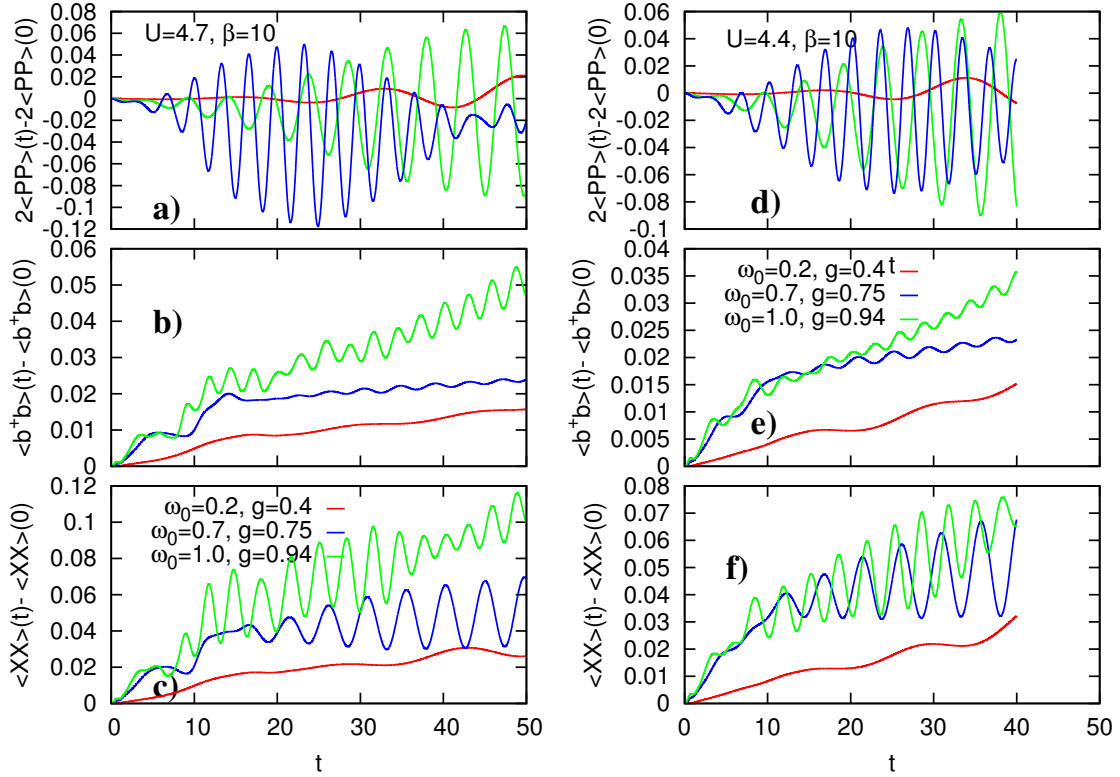 2<PP>(t)-2<PP>(0)
0.08
0.06
0.04
0.02
0
-0.02
-0.04
-0.06
-0.08
-0.1
-0.12
U=4.7, β=10
a)
2<PP>(t)-2<PP>(0)
0.06
0.04
0.02
0
-0.02
-0.04
-0.06
-0.08
-0.1
U=4.4, β=10
d)
<b⁺b>(t)- <b⁺b>(0)
0.06
0.05
0.04
0.03
0.02
0.01
0
b)
<b⁺b>(t)- <b⁺b>(0)
0.04
0.035
0.03
0.025
0.02
0.015
0.01
0.005
0
t
ω₀=0.2, g=0.4
ω₀=0.7, g=0.75
ω₀=1.0, g=0.94
e)
<XX>(t)- <XX>(0)
0.12
0.1
0.08
0.06
0.04
0.02
0
ω₀=0.2, g=0.4
ω₀=0.7, g=0.75
ω₀=1.0, g=0.94
c)
0 10 20 30 40 50
t
<XX>(t)- <XX>(0)
0.08
0.07
0.06
0.05
0.04
0.03
0.02
0.01
0
f)
0 10 20 30 40 50
t